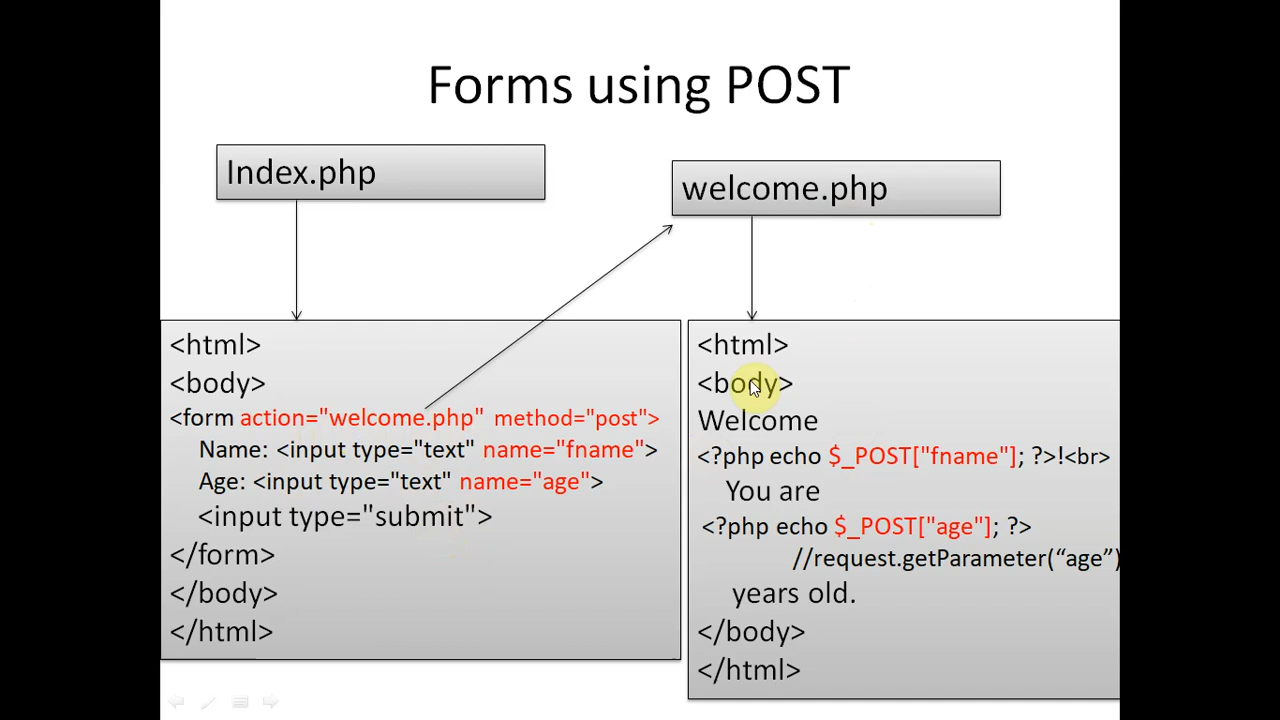 Forms using POST
Index.php
<html>
<body>
<form action="welcome.php" method="post">
Name: <input type="text" name="fname">
Age: <input type="text" name="age">
<input type="submit">
</form>
</body>
</html>
welcome.php
<html>
<body>
Welcome
<?php echo $_POST["fname"]; ?>!<br>
You are
<?php echo $_POST["age"]; ?>
//request.getParameter(“age”)
years old.
</body>
</html>